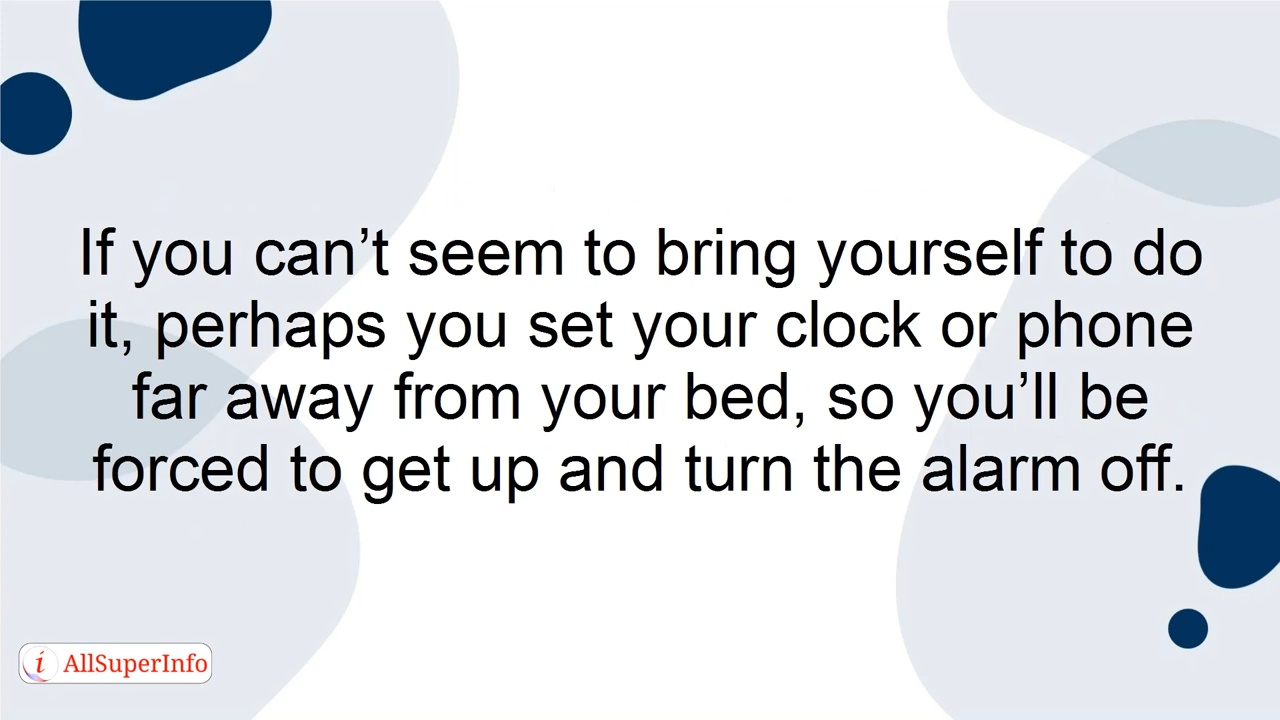 If you can’t seem to bring yourself to do
it, perhaps you set your clock or phone
far away from your bed, so you’ll be
forced to get up and turn the alarm off.
i AllSuperInfo